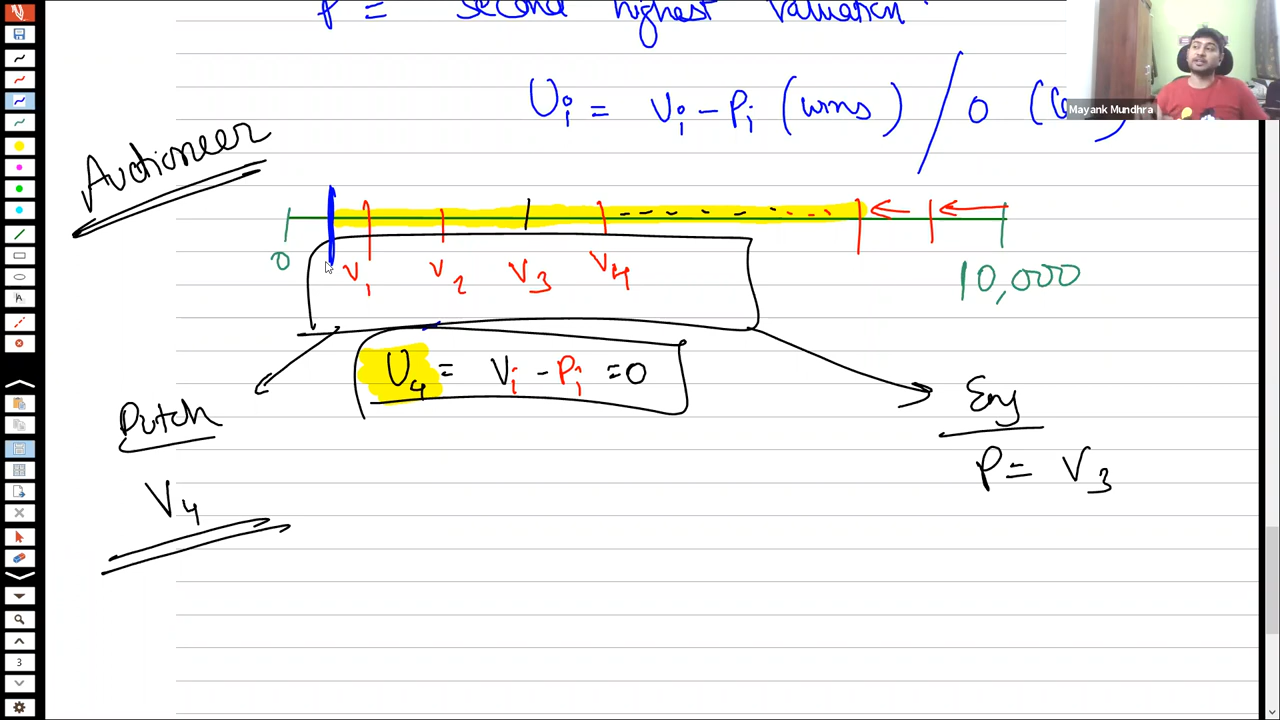 P = second highest valuation
Ui = Vi - Pi (wins) / 0 (
Mayank Mundhra
Auctioneer
0 V1 V2 V3 V4 10,000
U4 = Vi - Pi = 0
Dutch
Eng
P = V3
V4
3